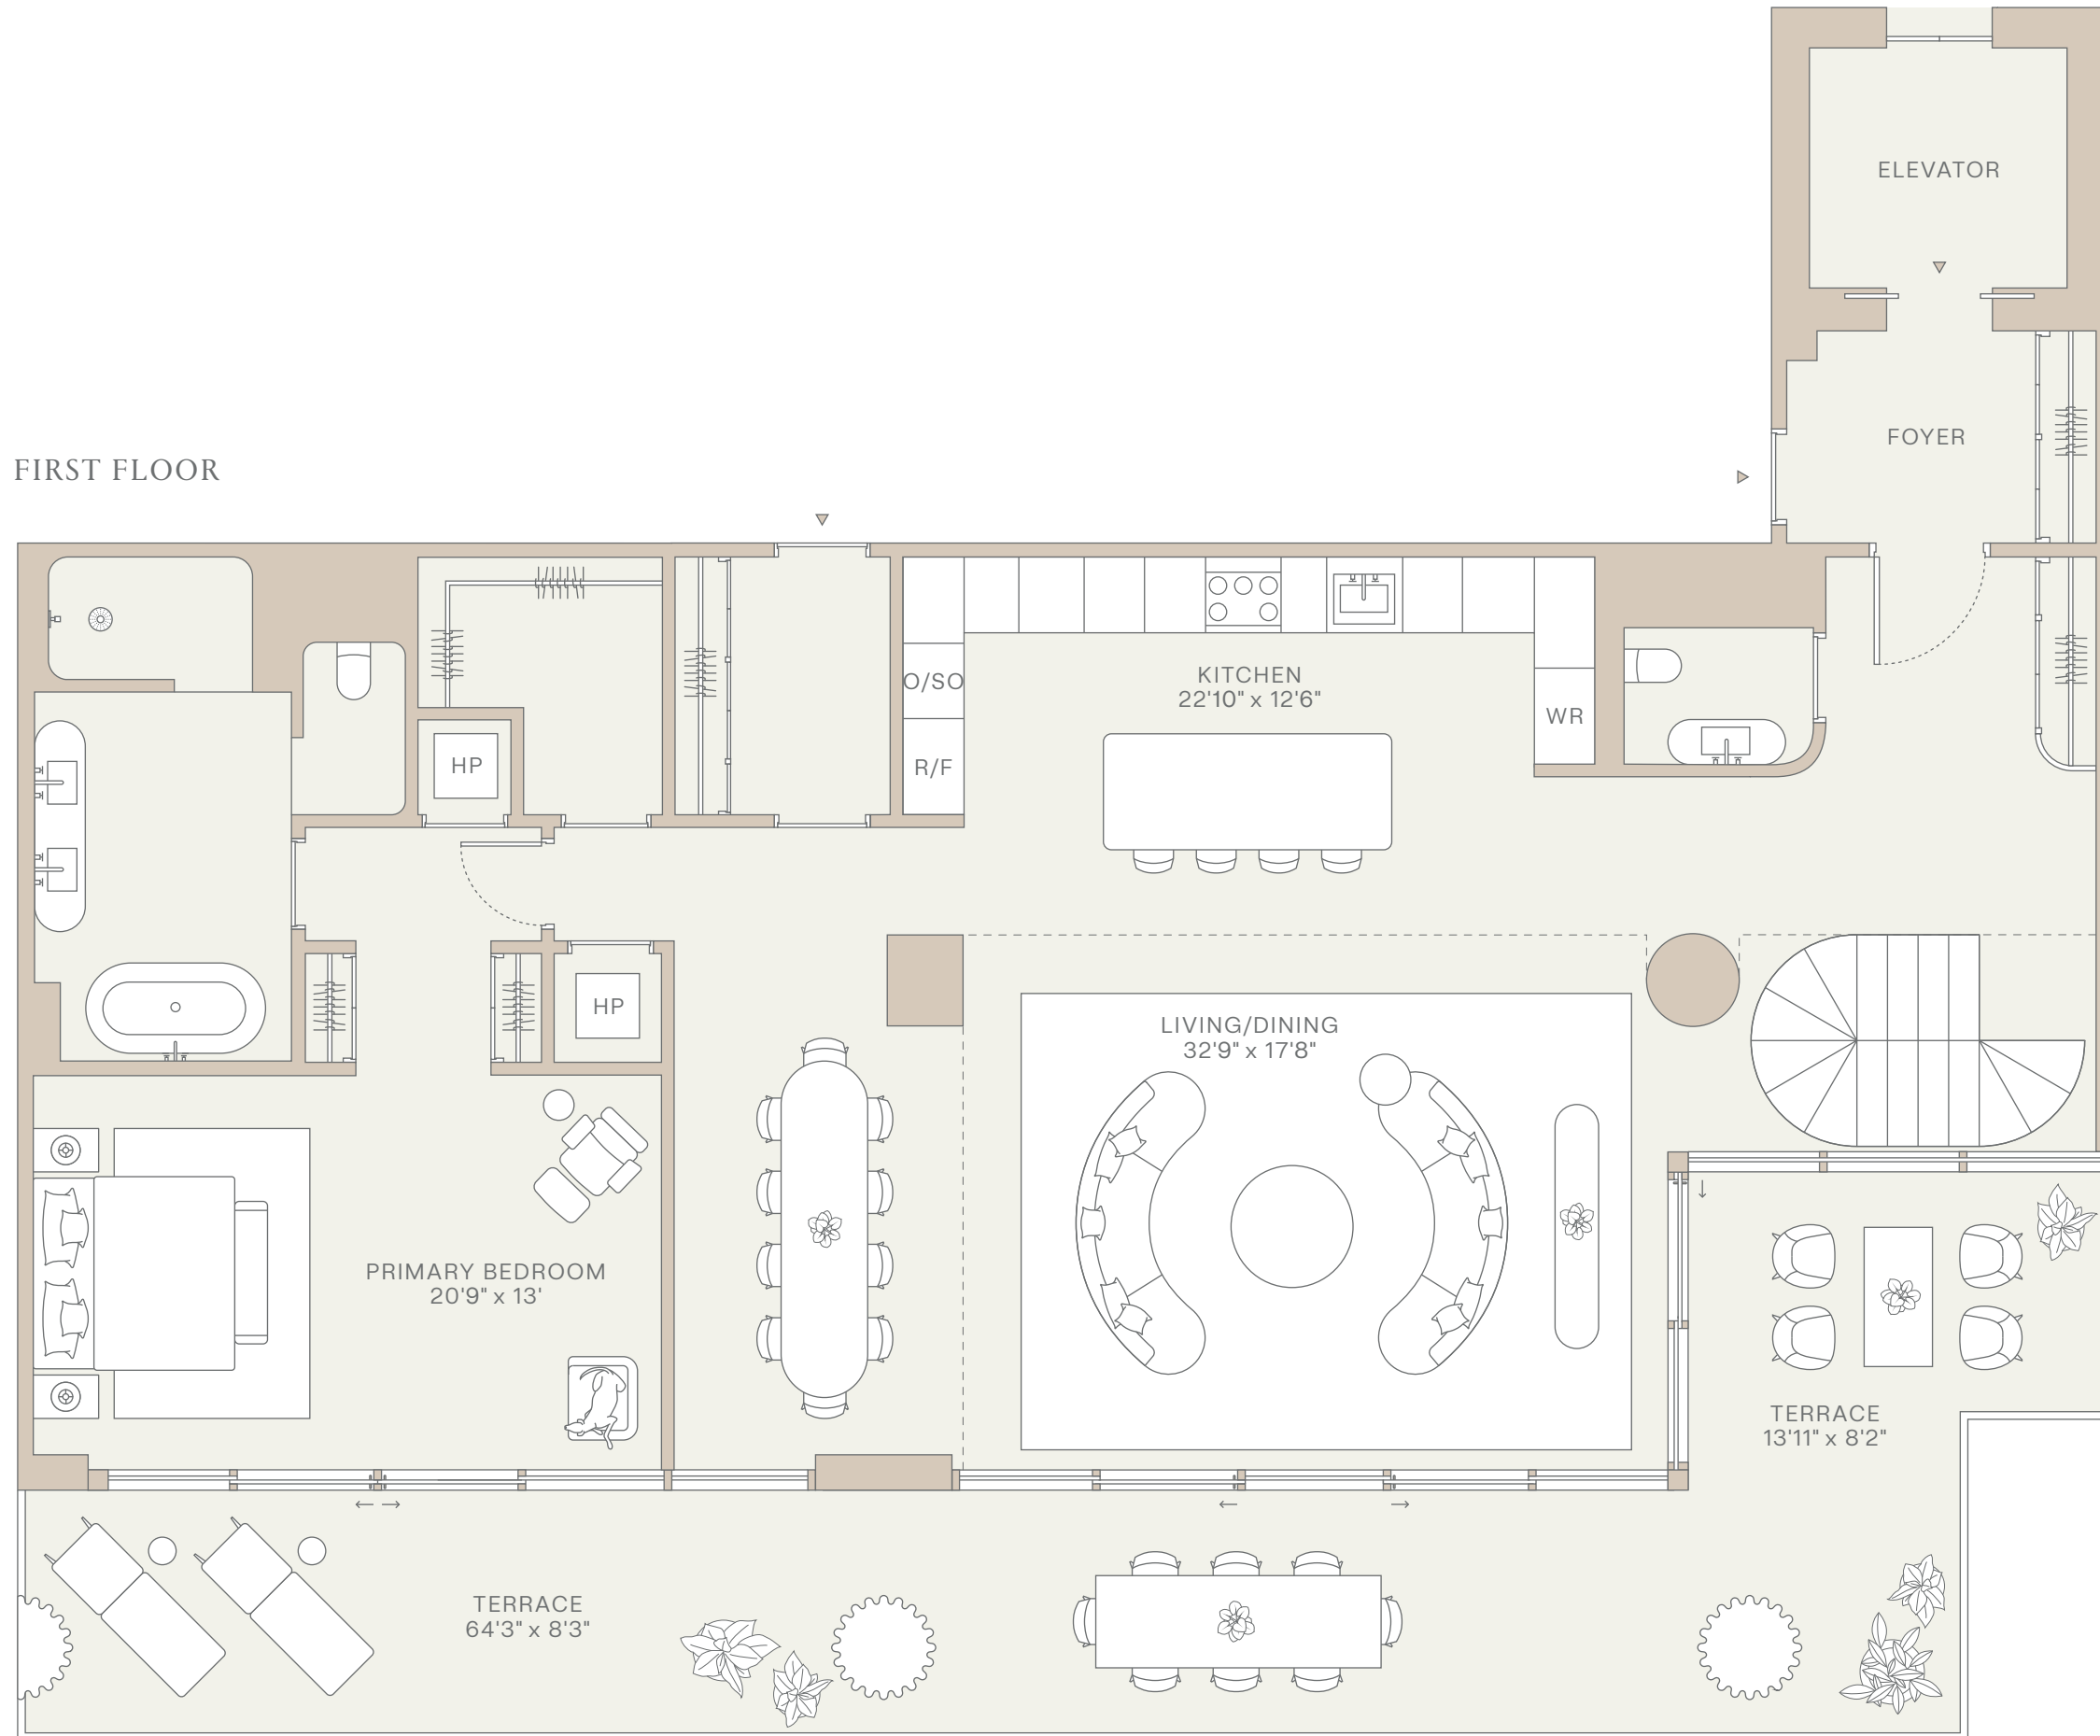 ELEVATOR
FOYER
FIRST FLOOR
KITCHEN
22'10" x 12'6"
O/SO
WR
HP
R/F
HP
LIVING/DINING
32'9" x 17'8"
PRIMARY BEDROOM
20'9" x 13'
TERRACE
13'11" x 8'2"
TERRACE
64'3" x 8'3"